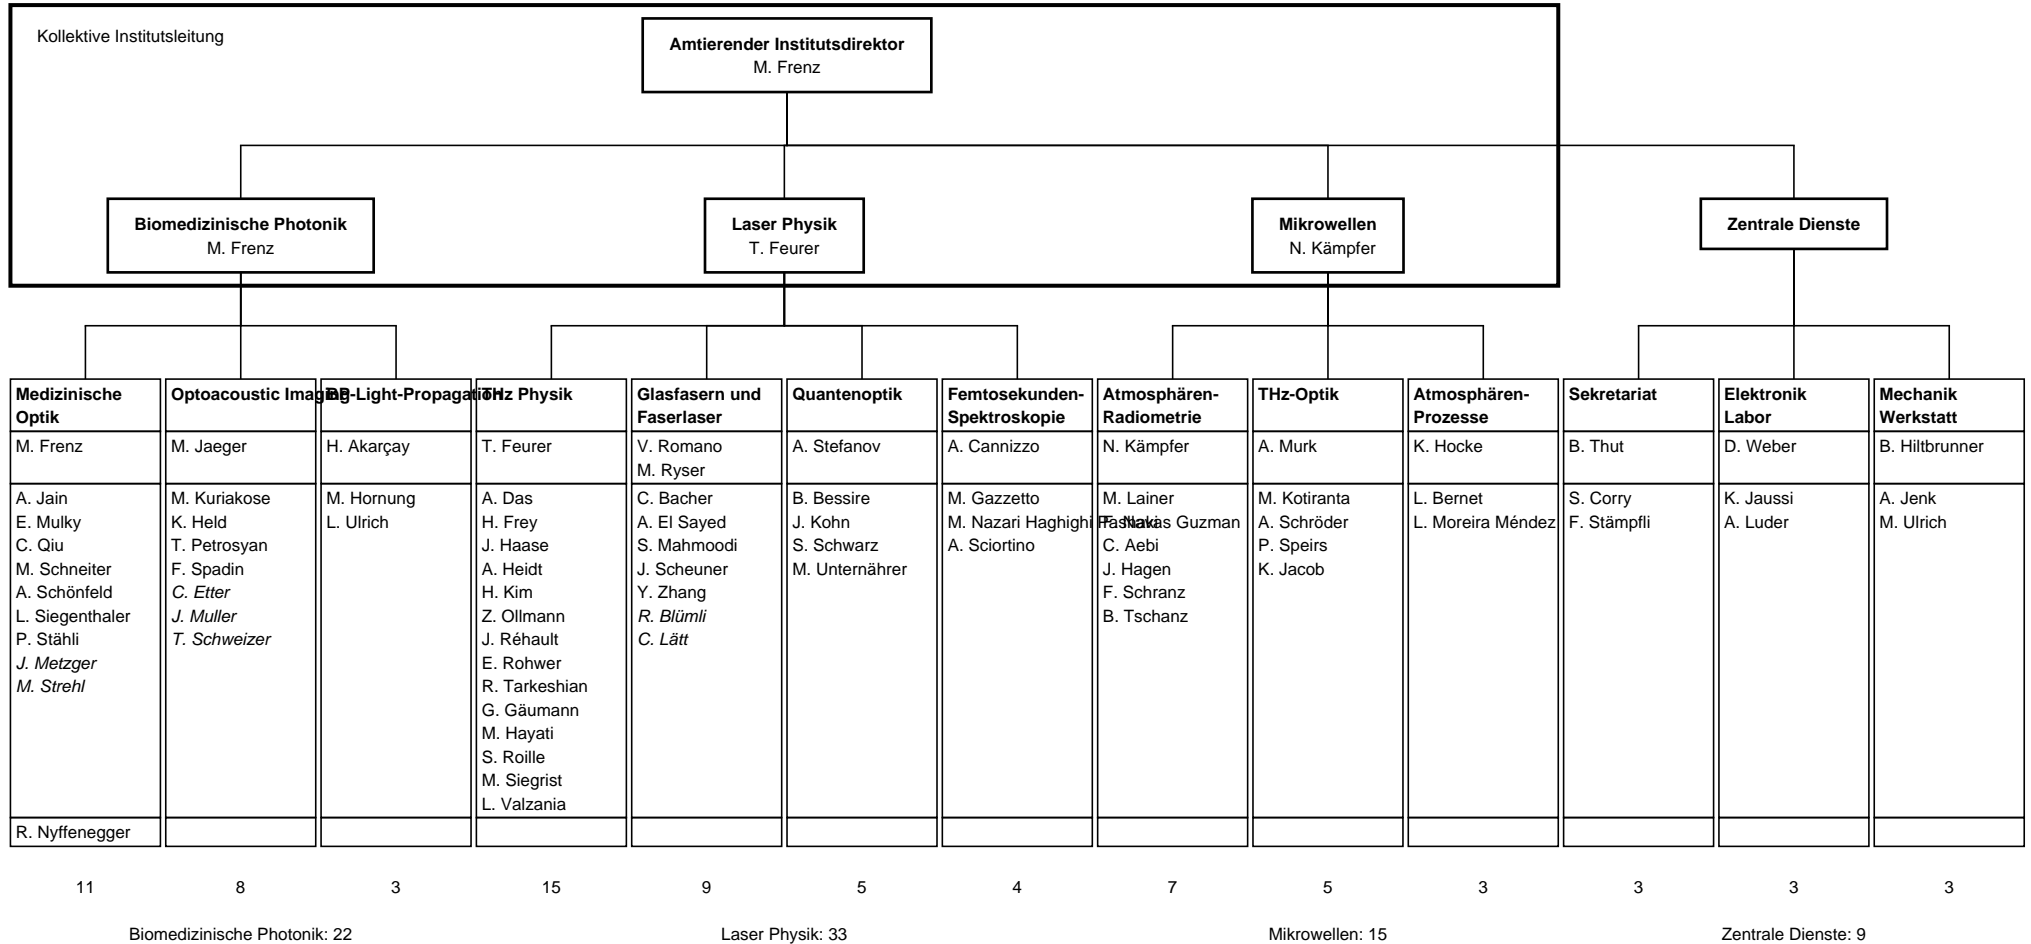 Kollektive Institutsleitung
Amtierender Institutsdirektor
M. Frenz
Biomedizinische Photonik
M. Frenz
Laser Physik
T. Feurer
Mikrowellen
N. Kämpfer
Zentrale Dienste
Medizinische
Optik
M. Frenz
A. Jain
E. Mulky
C. Qiu
M. Schneiter
A. Schönfeld
L. Siegenthaler
P. Stähli
J. Metzger
M. Strehl
R. Nyffenegger
Optoacoustic Imaging
M. Jaeger
M. Kuriakose
K. Held
T. Petrosyan
F. Spadin
C. Etter
J. Muller
T. Schweizer
BP-Light-Propagation
H. Akarçay
M. Hornung
L. Ulrich
THz Physik
T. Feurer
A. Das
H. Frey
J. Haase
A. Heidt
H. Kim
Z. Ollmann
J. Réhault
E. Rohwer
R. Tarkeshian
G. Gäumann
M. Hayati
S. Roille
M. Siegrist
L. Valzania
Glasfasern und
Faserlaser
V. Romano
M. Ryser
C. Bacher
A. El Sayed
S. Mahmoodi
J. Scheuner
Y. Zhang
R. Blümli
C. Lätt
Quantenoptik
A. Stefanov
B. Bessire
J. Kohn
S. Schwarz
M. Unternährer
Femtosekunden-
Spektroskopie
A. Cannizzo
M. Gazzetto
M. Nazari Haghighi
A. Sciortino
Atmosphären-
Radiometrie
N. Kämpfer
M. Lainer
F. Navas Guzman
C. Aebi
J. Hagen
F. Schranz
B. Tschanz
THz-Optik
A. Murk
M. Kotiranta
A. Schröder
P. Speirs
K. Jacob
Atmosphären-
Prozesse
K. Hocke
L. Bernet
L. Moreira Méndez
Sekretariat
B. Thut
S. Corry
F. Stämpfli
Elektronik
Labor
D. Weber
K. Jaussi
A. Luder
Mechanik
Werkstatt
B. Hiltbrunner
A. Jenk
M. Ulrich
11 8 3 15 9 5 4 7 5 3 3 3 3
Biomedizinische Photonik: 22
Laser Physik: 33
Mikrowellen: 15
Zentrale Dienste: 9